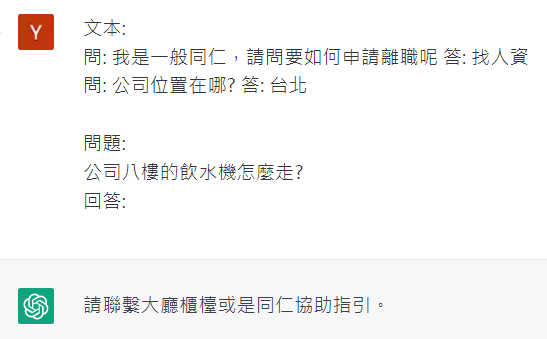 Y
文本:
問: 我是一般同仁，請問要如何申請離職呢 答: 找人資
問: 公司位置在哪? 答: 台北
問題:
公司八樓的飲水機怎麼走?
回答:
請聯繫大廳櫃檯或是同仁協助指引。